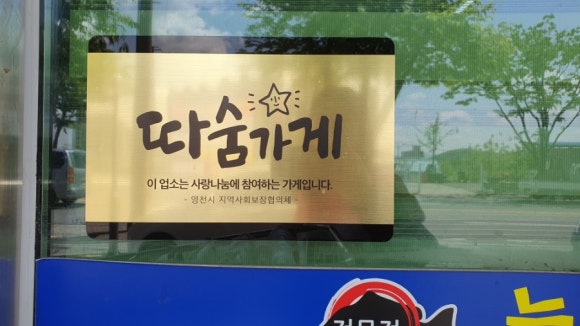 따숨가게
이 업소는 사랑나눔에 참여하는 가게입니다.
- 영천시 지역사회보장협의체 -